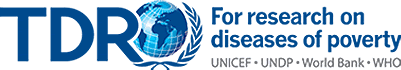 TDR
For research on
diseases of poverty
UNICEF • UNDP • World Bank • WHO